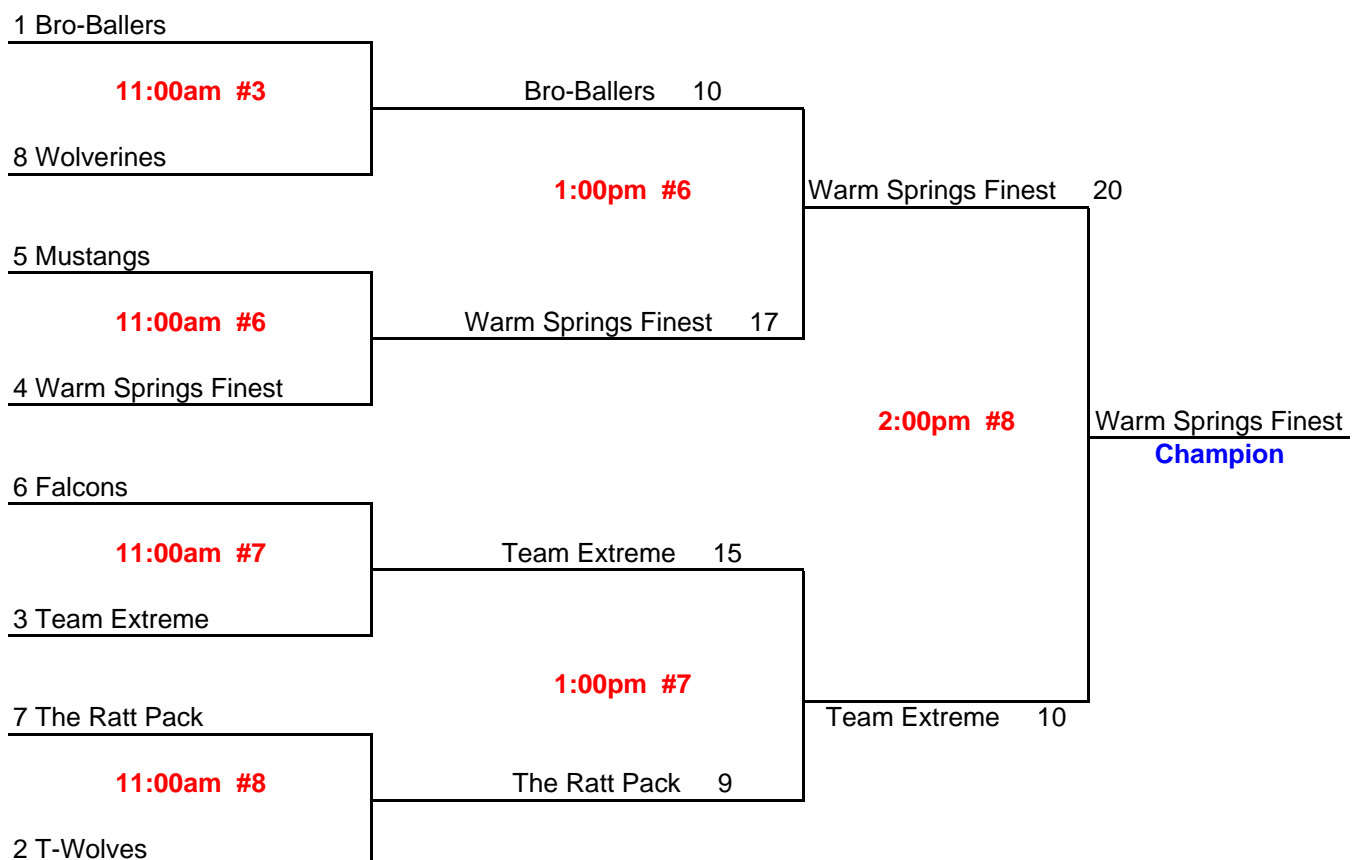 1 Bro-Ballers
11:00am #3
Bro-Ballers 10
8 Wolverines
1:00pm #6
Warm Springs Finest 20
5 Mustangs
11:00am #6
Warm Springs Finest 17
4 Warm Springs Finest
2:00pm #8
Warm Springs Finest
Champion
6 Falcons
11:00am #7
Team Extreme 15
3 Team Extreme
1:00pm #7
7 The Ratt Pack
Team Extreme 10
11:00am #8
The Ratt Pack 9
2 T-Wolves